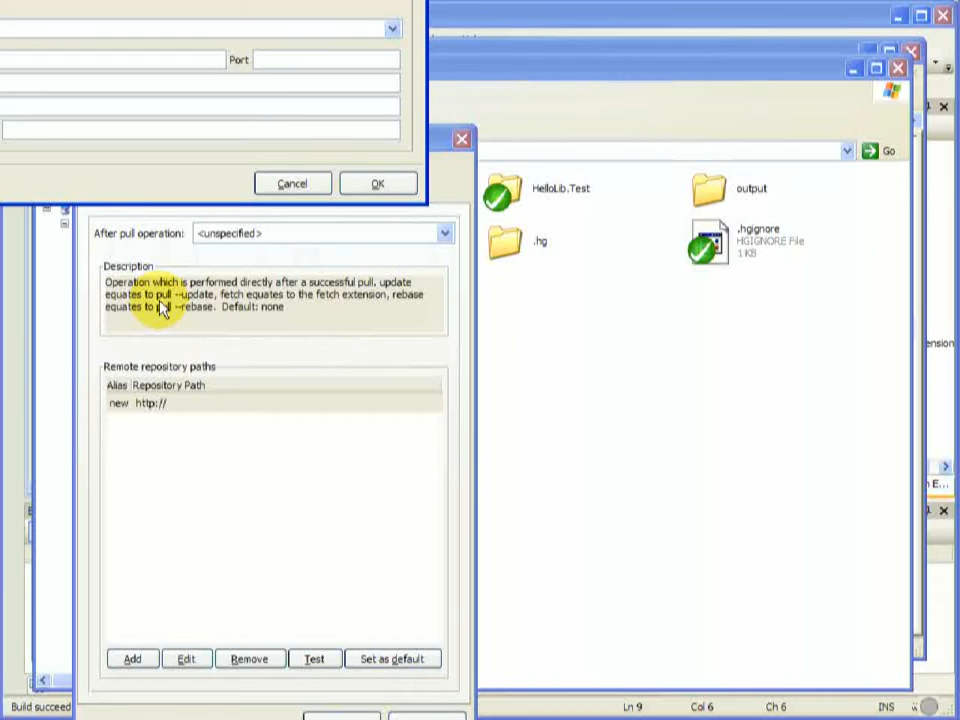 Port
Go
Cancel
OK
HelloLib.Test
output
.hg
.hgignore
HGIGNORE File
1 KB
After pull operation:
<unspecified>
Description
Operation which is performed directly after a successful pull. update
equates to pull --update, fetch equates to the fetch extension, rebase
equates to pull --rebase. Default: none
Remote repository paths
Alias Repository Path
new http://
ension
n E...
Add
Edit
Remove
Test
Set as default
Build succeed
Ln 9
Col 6
Ch 6
INS